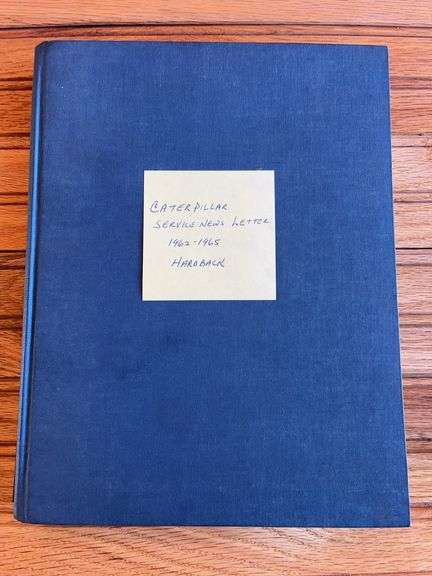 CATERPILLAR
SERVICE NEWS LETTER
1962-1965
HARDBACK